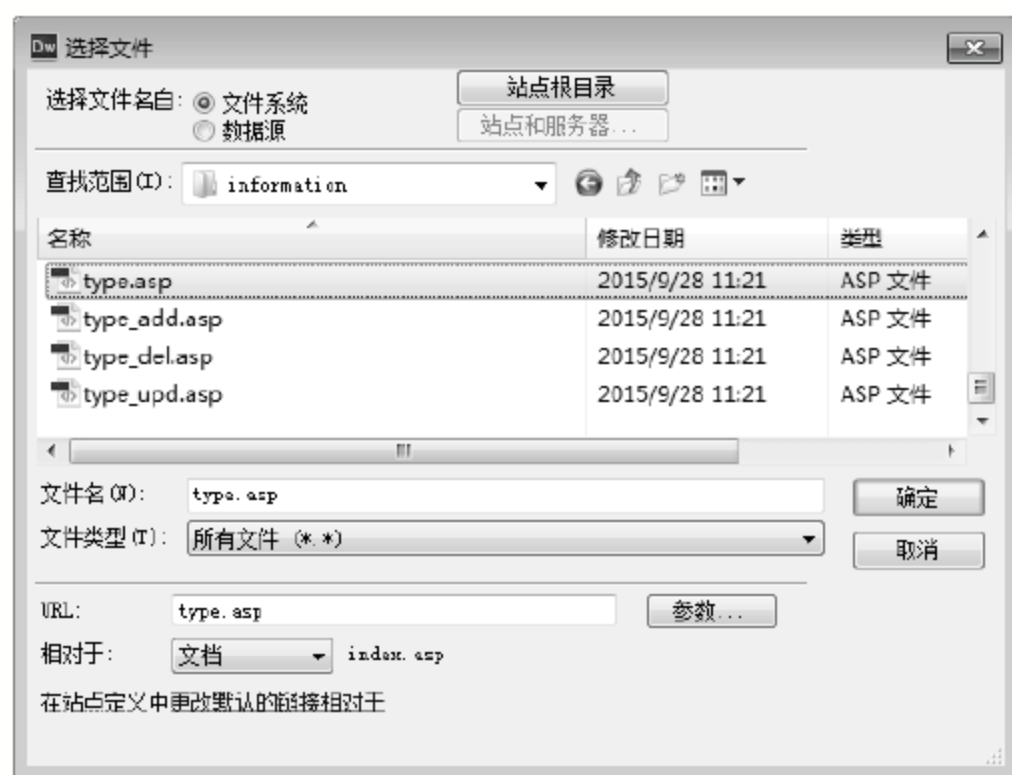 Dw 选择文件
选择文件名自: 文件系统 站点根目录
数据源 站点和服务器...
查找范围(I): information
名称 修改日期 类型
type.asp 2015/9/28 11:21 ASP 文件
type_add.asp 2015/9/28 11:21 ASP 文件
type_del.asp 2015/9/28 11:21 ASP 文件
type_upd.asp 2015/9/28 11:21 ASP 文件
文件名(N): type.asp 确定
文件类型(T): 所有文件 (*.*) 取消
URL: type.asp 参数...
相对于: 文档 index.asp
在站点定义中更改默认的链接相对于